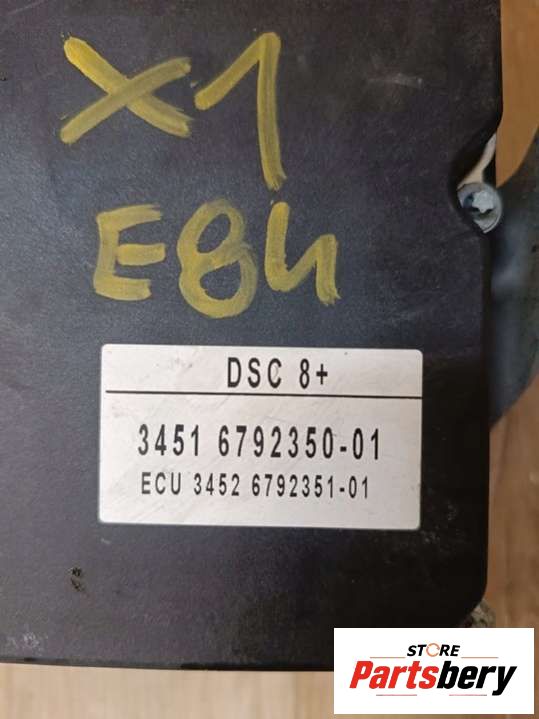 X1
E84
DSC 8+
3451 6792350-01
ECU 3452 6792351-01
STORE
Partsbery